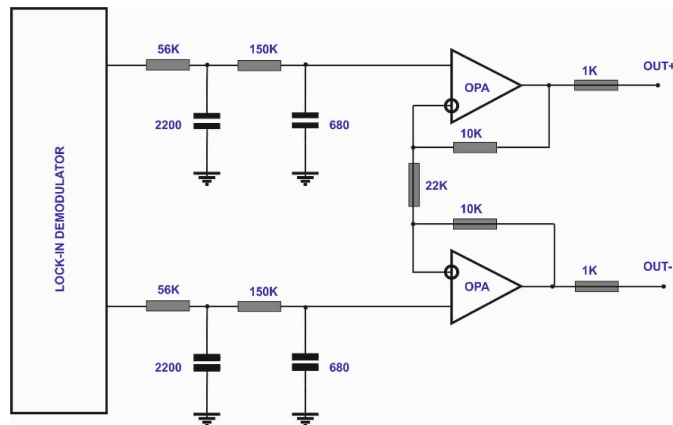 LOCK-IN DEMODULATOR
56K
150K
2200
680
OPA
1K
OUT+
10K
22K
10K
56K
150K
2200
680
OPA
1K
OUT-